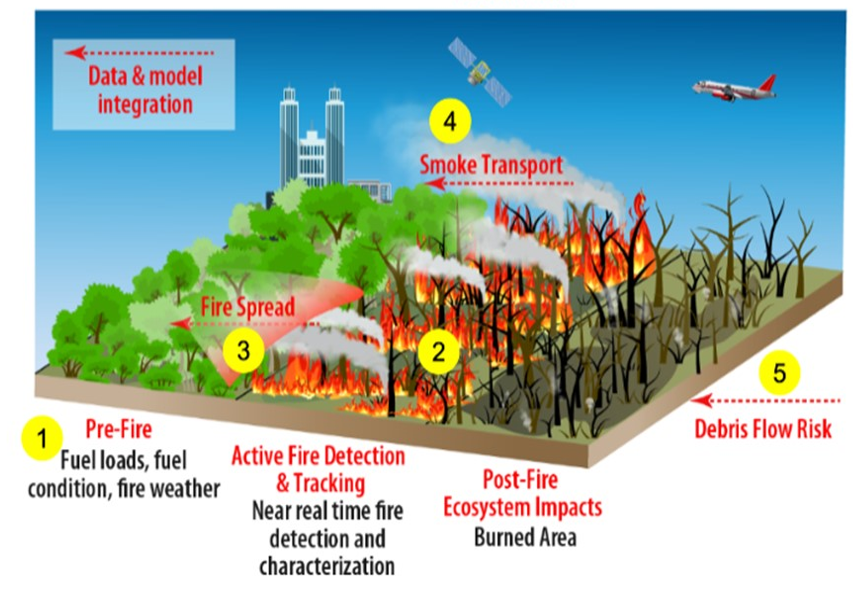 Data & model
integration
4
Smoke Transport
Fire Spread
3
2
5
Debris Flow Risk
1
Pre-Fire
Fuel loads, fuel
condition, fire weather
Active Fire Detection
& Tracking
Near real time fire
detection and
characterization
Post-Fire
Ecosystem Impacts
Burned Area